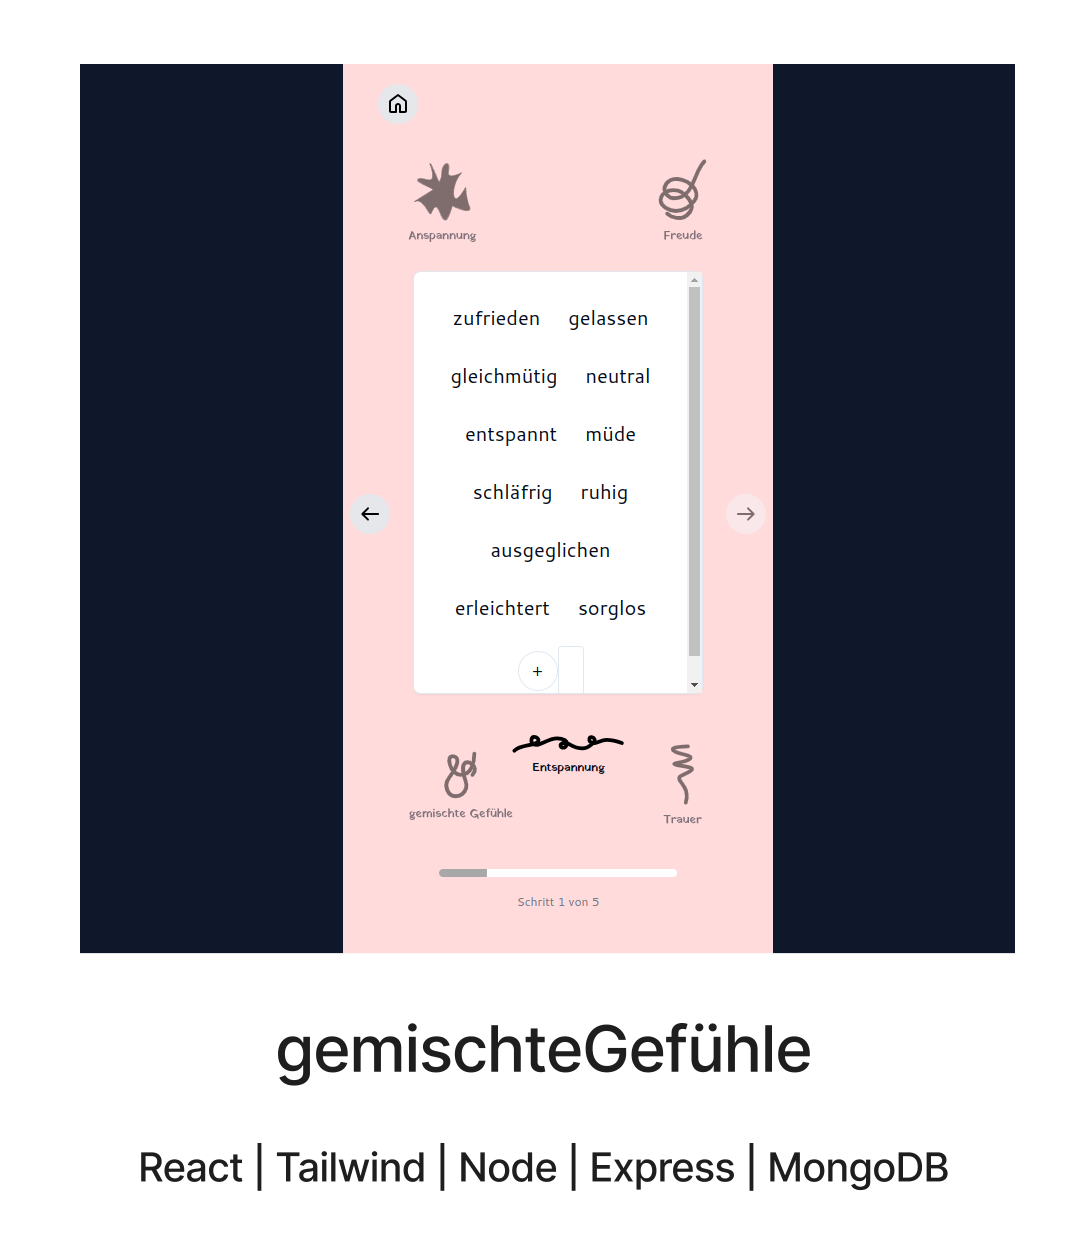 Anspannung
Freude
zufrieden gelassen
gleichmütig neutral
entspannt müde
schläfrig ruhig
ausgeglichen
erleichtert sorglos
+
Entspannung
gemischte Gefühle
Trauer
Schritt 1 von 5
gemischteGefühle
React | Tailwind | Node | Express | MongoDB